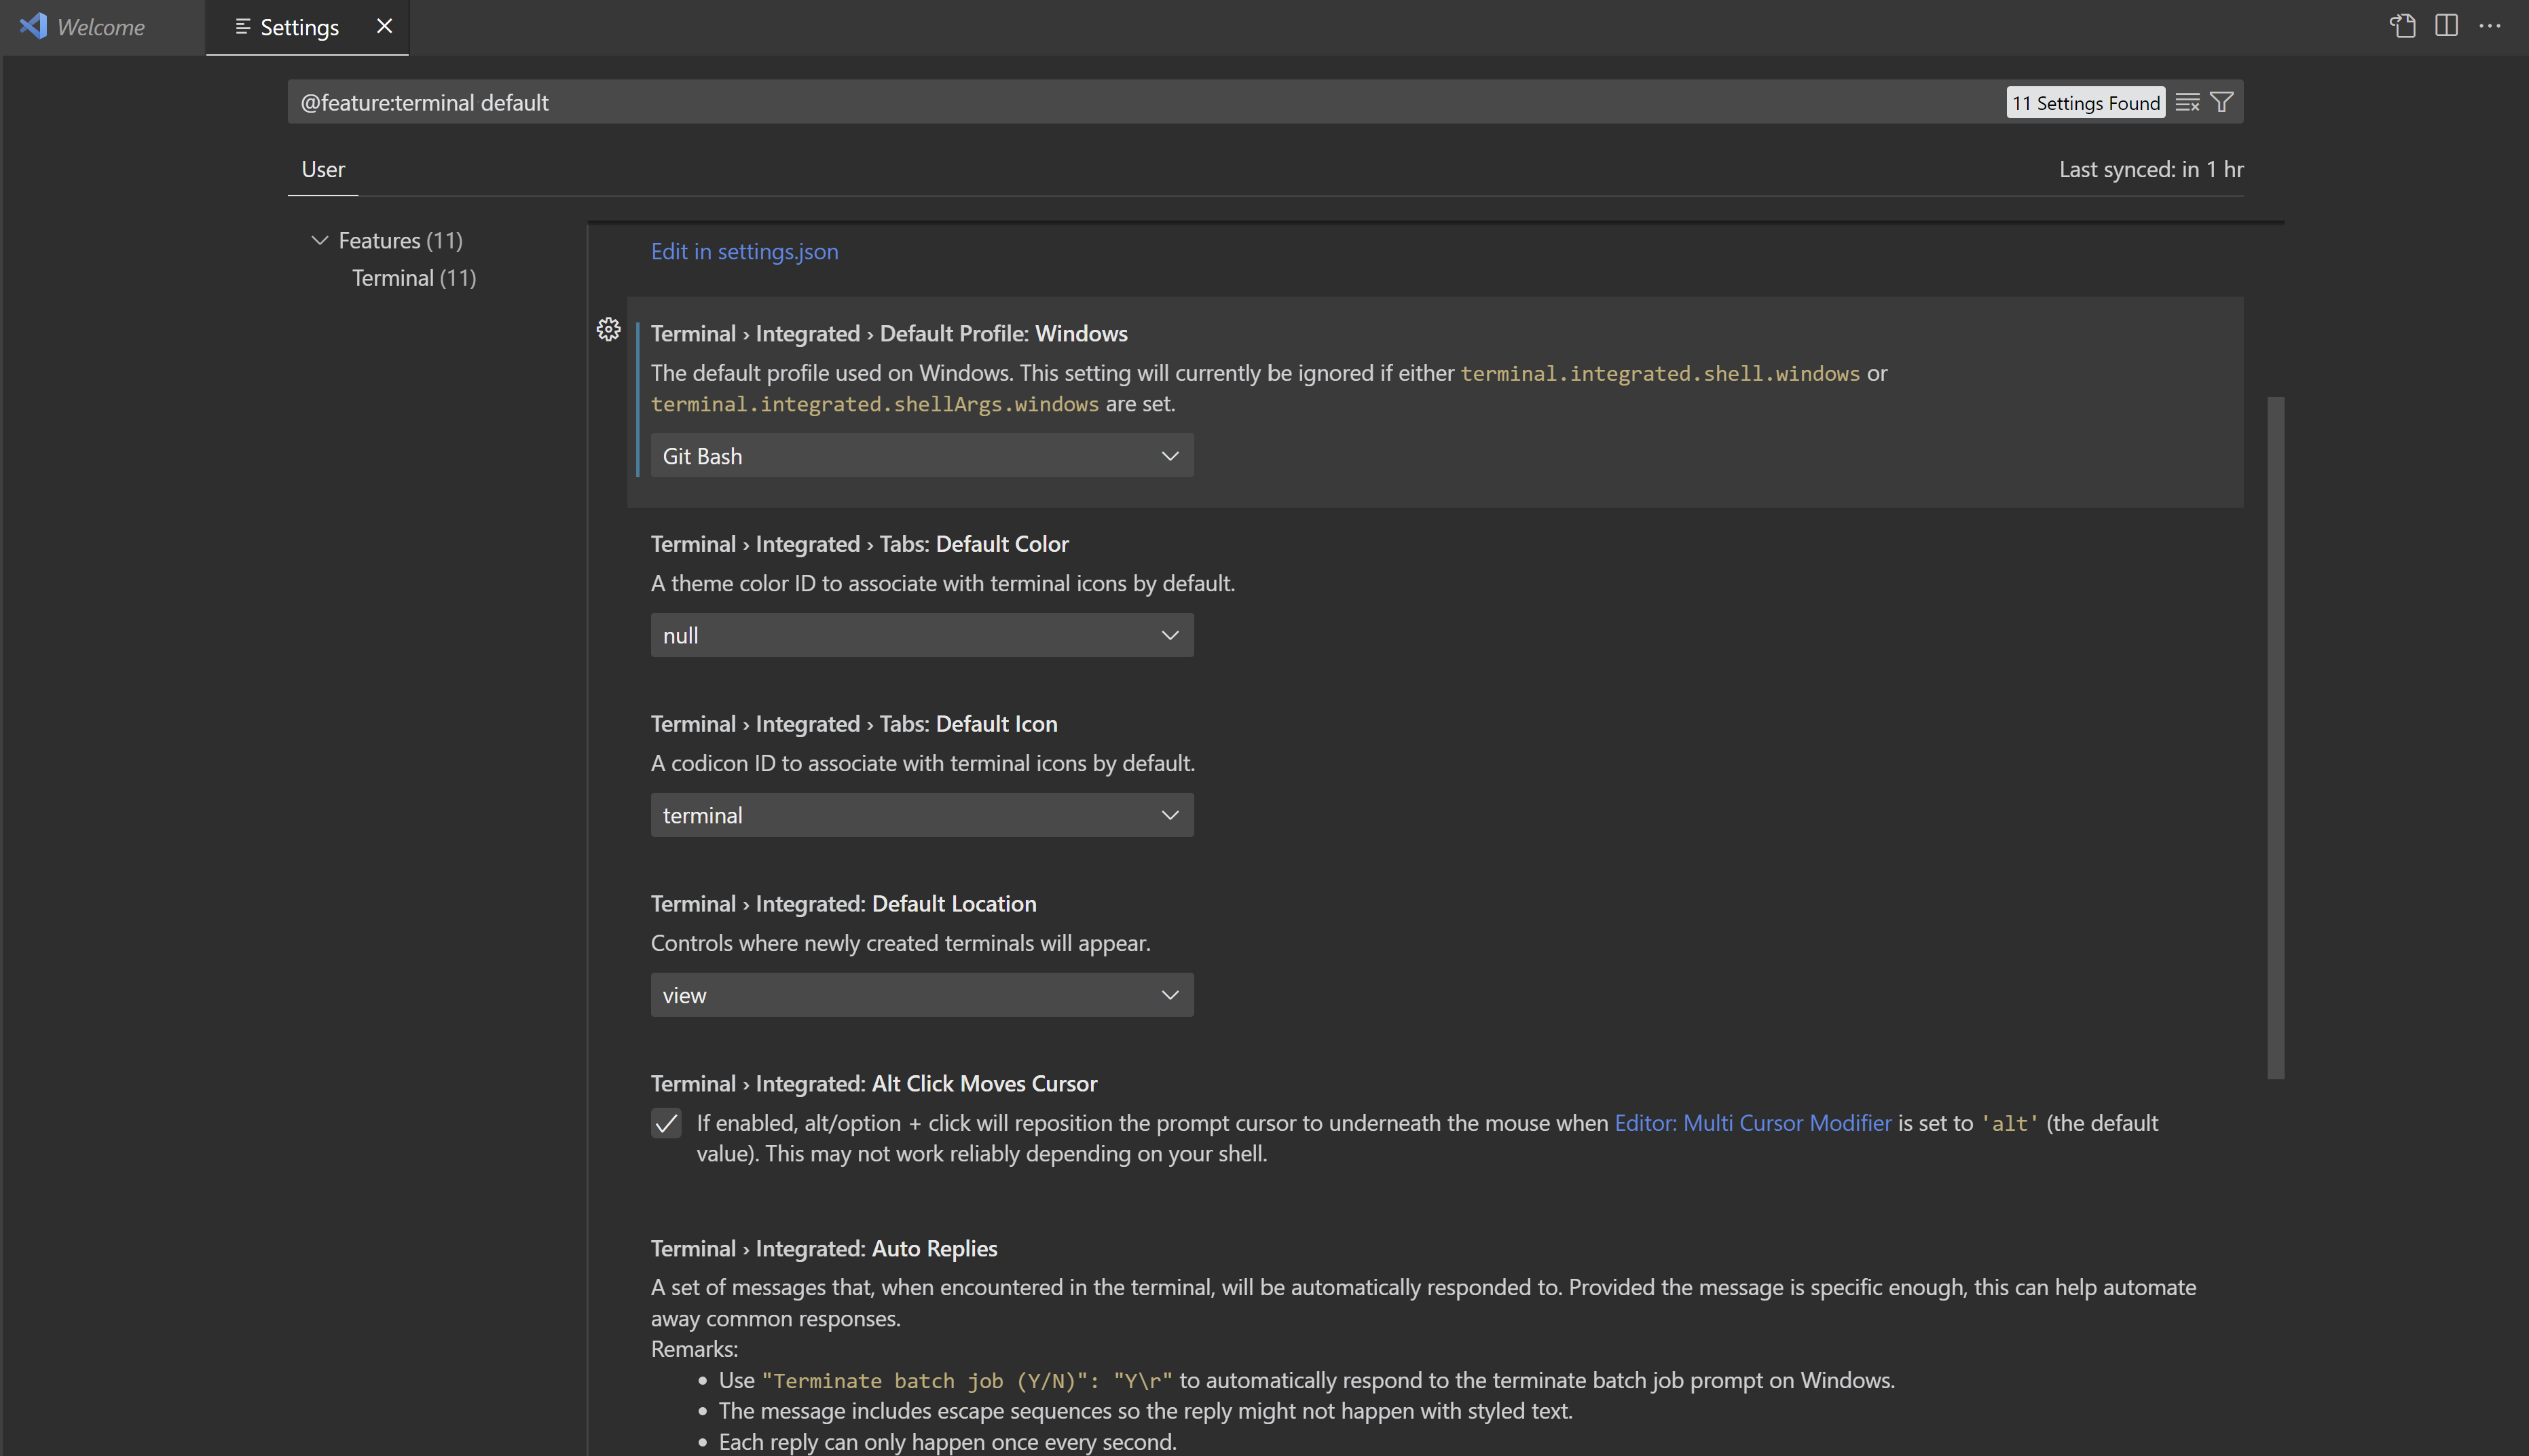 Welcome
Settings
@feature:terminal default
11 Settings Found
User
Last synced: in 1 hr
Features (11)
Terminal (11)
Edit in settings.json
Terminal › Integrated › Default Profile: Windows
The default profile used on Windows. This setting will currently be ignored if either terminal.integrated.shell.windows or
terminal.integrated.shellArgs.windows are set.
Git Bash
Terminal › Integrated › Tabs: Default Color
A theme color ID to associate with terminal icons by default.
null
Terminal › Integrated › Tabs: Default Icon
A codicon ID to associate with terminal icons by default.
terminal
Terminal › Integrated: Default Location
Controls where newly created terminals will appear.
view
Terminal › Integrated: Alt Click Moves Cursor
If enabled, alt/option + click will reposition the prompt cursor to underneath the mouse when Editor: Multi Cursor Modifier is set to 'alt' (the default
value). This may not work reliably depending on your shell.
Terminal › Integrated: Auto Replies
A set of messages that, when encountered in the terminal, will be automatically responded to. Provided the message is specific enough, this can help automate
away common responses.
Remarks:
• Use "Terminate batch job (Y/N)": "Y\r" to automatically respond to the terminate batch job prompt on Windows.
• The message includes escape sequences so the reply might not happen with styled text.
• Each reply can only happen once every second.